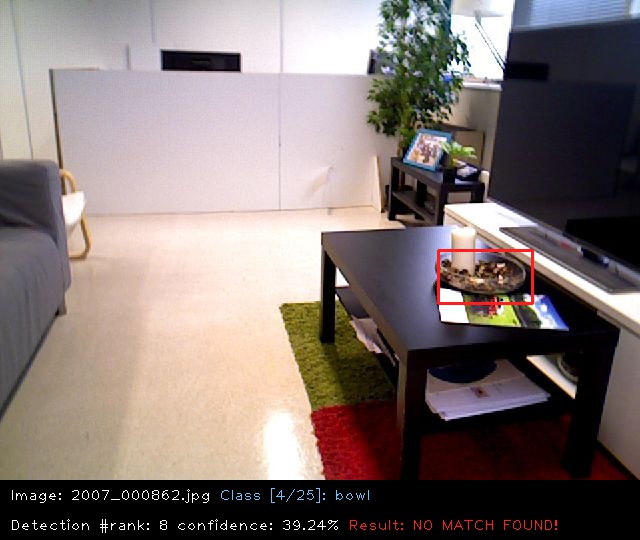 Image: 2007_000862.jpg Class [4/25]: bowl
Detection #rank: 8 confidence: 39.24% Result: NO MATCH FOUND!